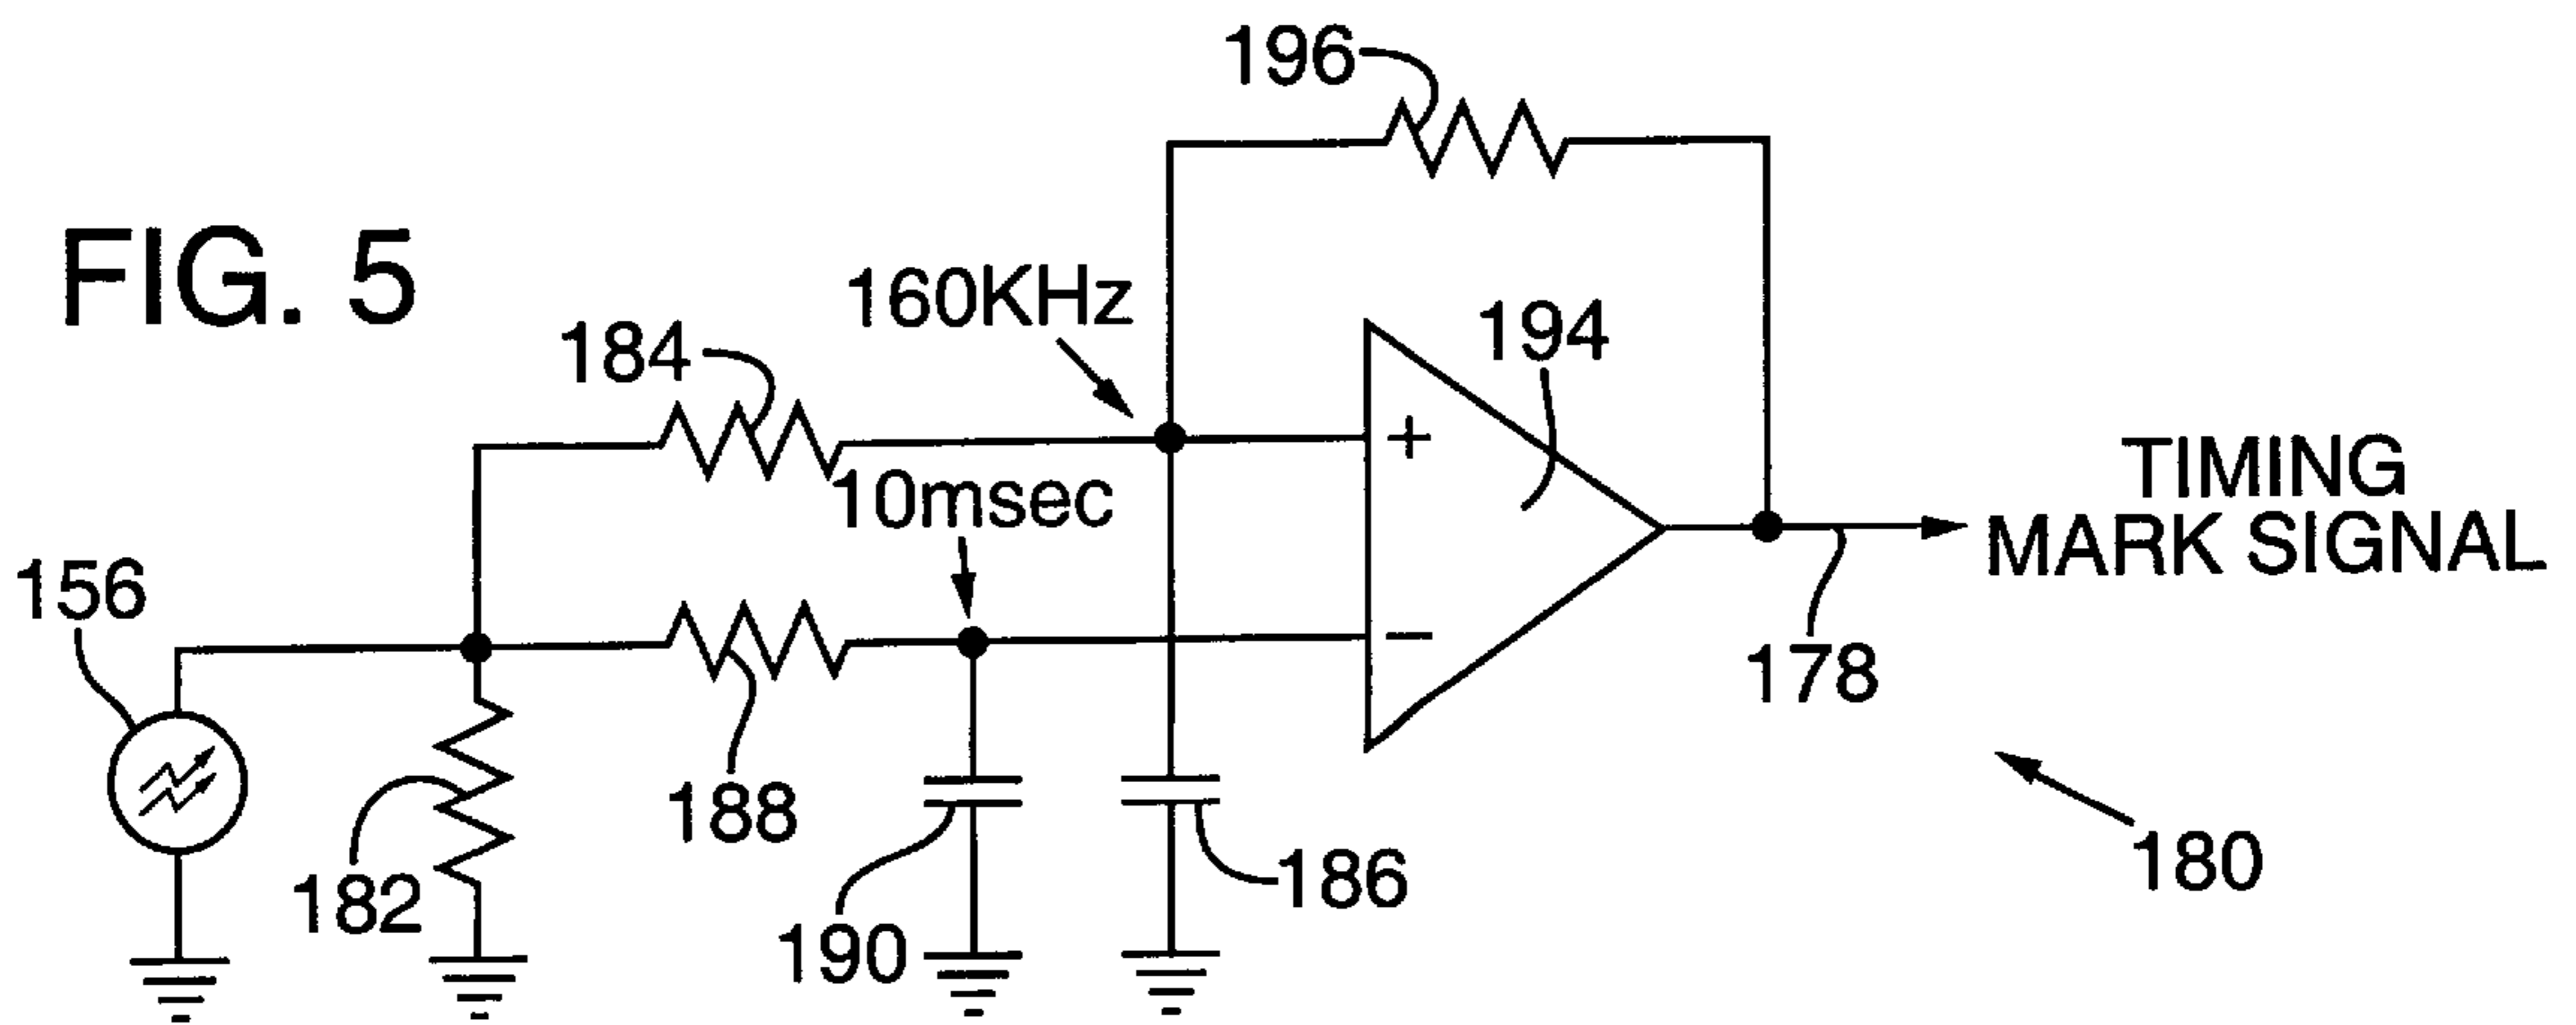 196
FIG. 5
160KHz
184
194
10msec
+
TIMING
MARK SIGNAL
156
−
178
188
182
180
186
190